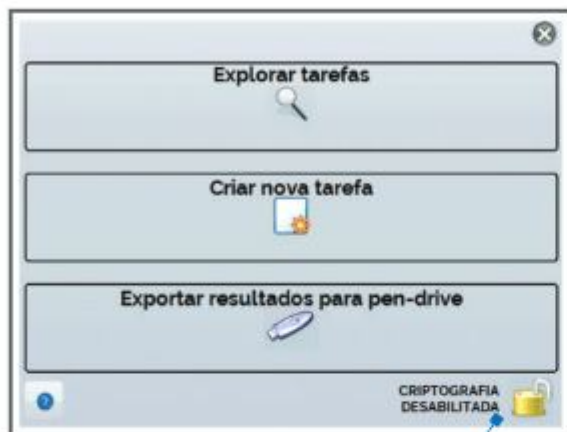 Explorar tarefas
Criar nova tarefa
Exportar resultados para pen-drive
?
CRIPTOGRAFIA
DESABILITADA